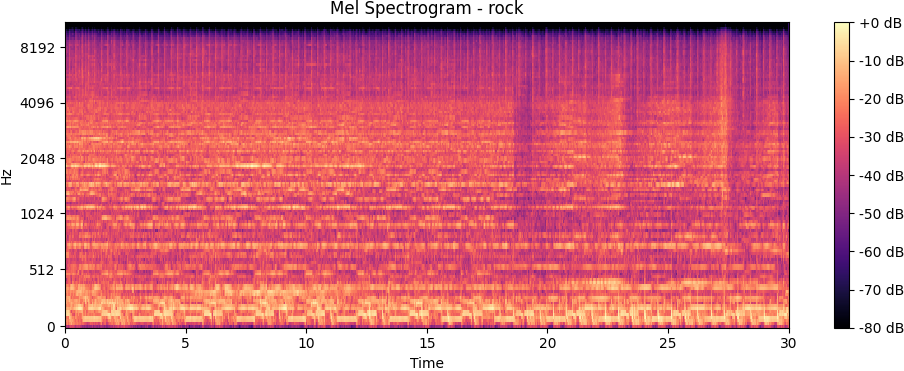 Mel Spectrogram - rock
8192
4096
2048
1024
512
0
Hz
0 5 10 15 20 25 30
Time
+0 dB
-10 dB
-20 dB
-30 dB
-40 dB
-50 dB
-60 dB
-70 dB
-80 dB